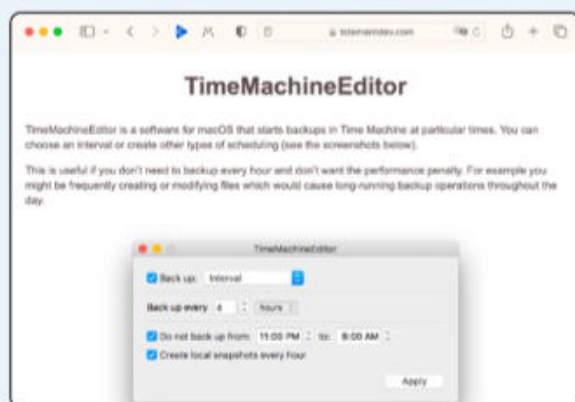 tclementdev.com
TimeMachineEditor
TimeMachineEditor is a software for macOS that starts backups in Time Machine at particular times. You can
choose an interval or create other types of scheduling (see the screenshots below).
This is useful if you don't need to backup every hour and don't want the performance penalty. For example you
might be frequently creating or modifying files which would cause long-running backup operations throughout the
day.
TimeMachineEditor
Back up: Interval
Back up every 4 hours
Do not back up from: 11:00 PM to: 8:00 AM
Create local snapshots every hour
Apply